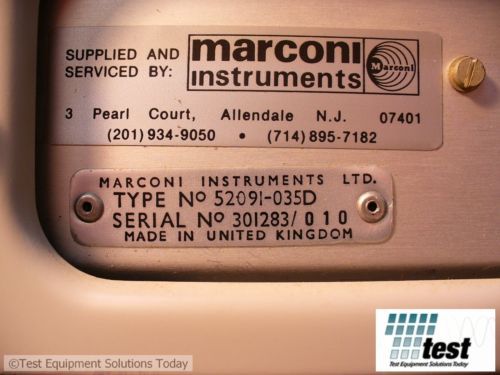 SUPPLIED AND
SERVICED BY:
marconi
instruments
Marconi
3 Pearl Court, Allendale N.J. 07401
(201) 934-9050 • (714) 895-7182
MARCONI INSTRUMENTS LTD.
TYPE Nº 52091-035D
SERIAL Nº 301283/010
MADE IN UNITED KINGDOM
test
Test Equipment Solutions Today
©Test Equipment Solutions Today